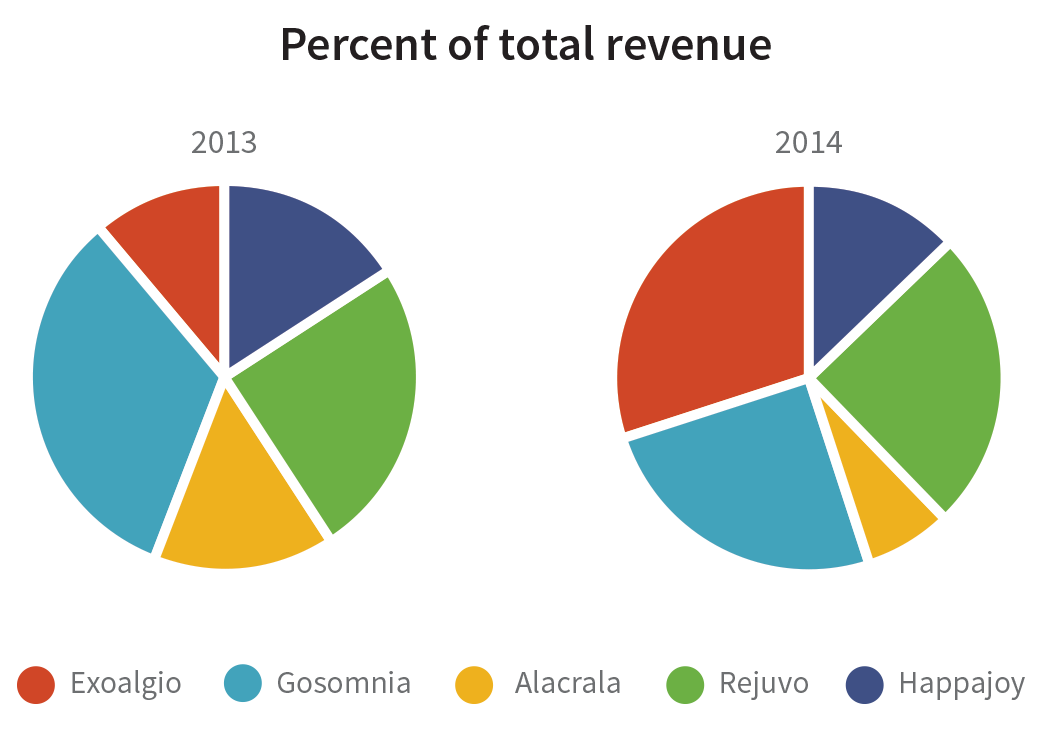 Percent of total revenue
2013
2014
Exoalgio
Gosomnia
Alacrala
Rejuvo
Happajoy